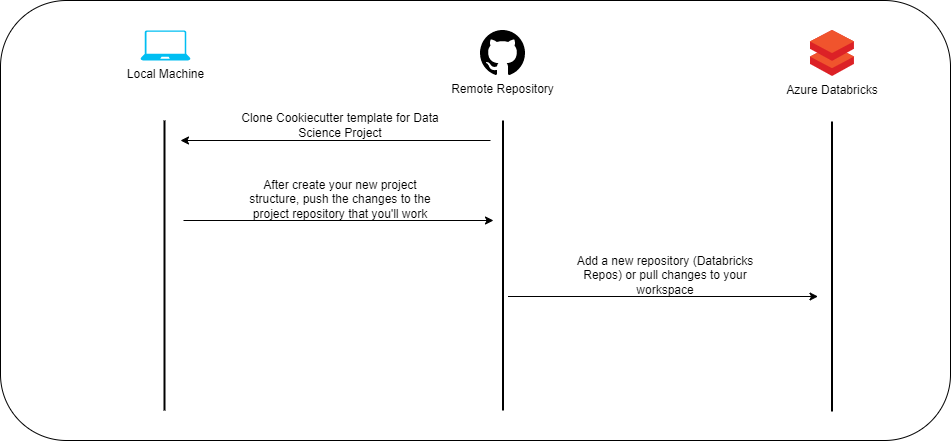 Local Machine
Remote Repository
Azure Databricks
Clone Cookiecutter template for Data
Science Project
After create your new project
structure, push the changes to the
project repository that you'll work
Add a new repository (Databricks
Repos) or pull changes to your
workspace